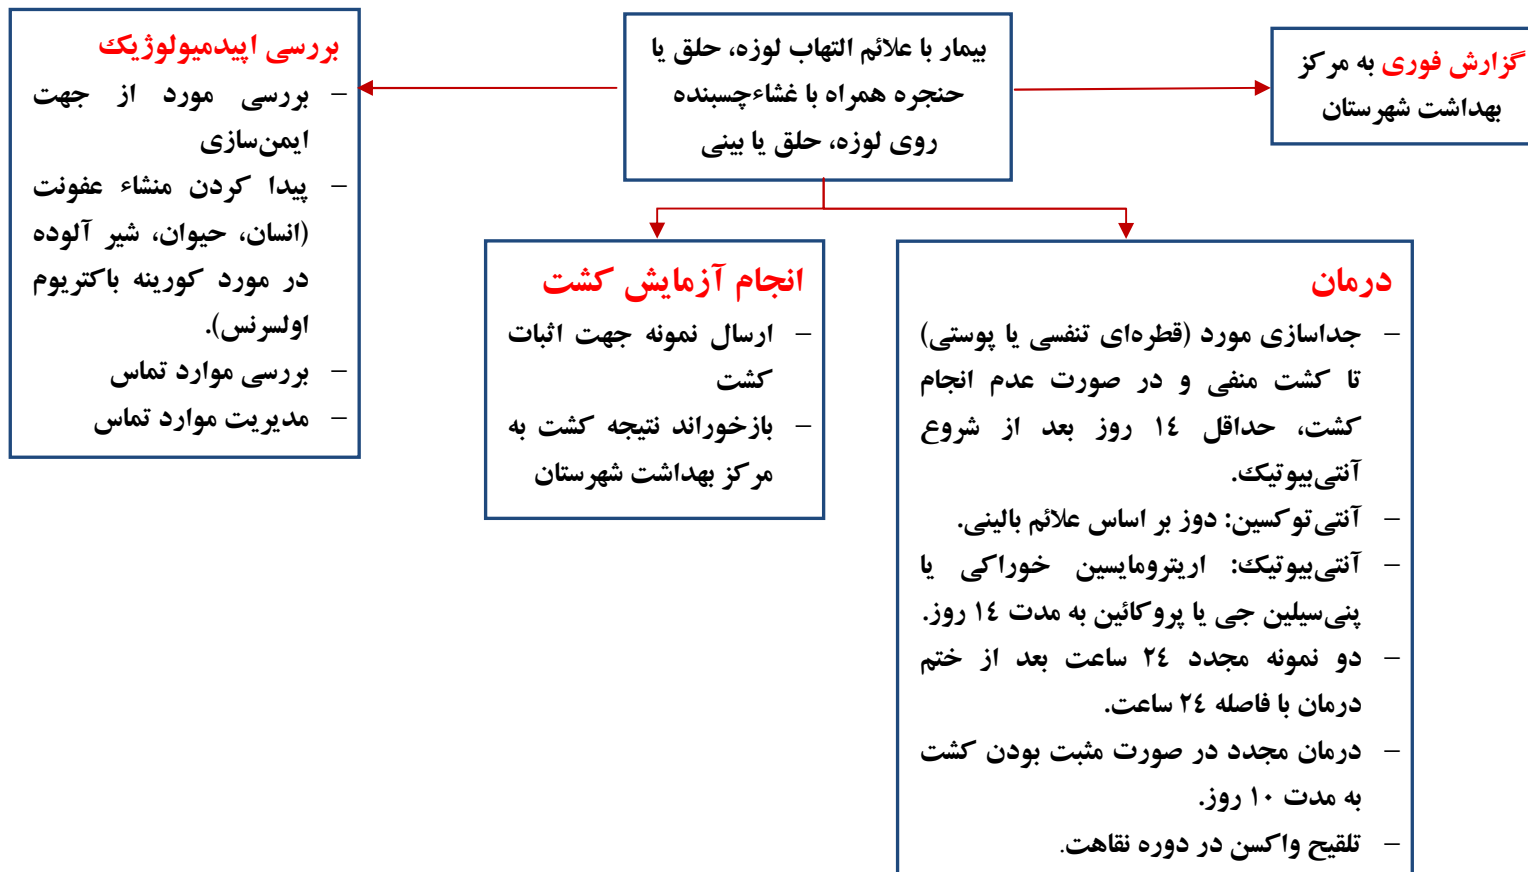 گزارش فوری به مرکز
بهداشت شهرستان
بیمار با علائم التهاب لوزه، حلق یا
حنجره همراه با غشاءچسبنده
روی لوزه، حلق یا بینی
بررسی اپیدمیولوژیک
– بررسی مورد از جهت
ایمن‌سازی
– پیدا کردن منشاء عفونت
(انسان، حیوان، شیر آلوده
در مورد کورینه باکتریوم
اولسرنس).
– بررسی موارد تماس
– مدیریت موارد تماس
درمان
– جداسازی مورد (قطره‌ای تنفسی یا پوستی)
تا کشت منفی و در صورت عدم انجام
کشت، حداقل ١٤ روز بعد از شروع
آنتی‌بیوتیک.
– آنتی‌توکسین: دوز بر اساس علائم بالینی.
– آنتی‌بیوتیک: اریترومایسین خوراکی یا
پنی‌سیلین جی یا پروکائین به مدت ١٤ روز.
– دو نمونه مجدد ٢٤ ساعت بعد از ختم
درمان با فاصله ٢٤ ساعت.
– درمان مجدد در صورت مثبت بودن کشت
به مدت ١٠ روز.
– تلقیح واکسن در دوره نقاهت.
انجام آزمایش کشت
– ارسال نمونه جهت اثبات
کشت
– بازخوراند نتیجه کشت به
مرکز بهداشت شهرستان